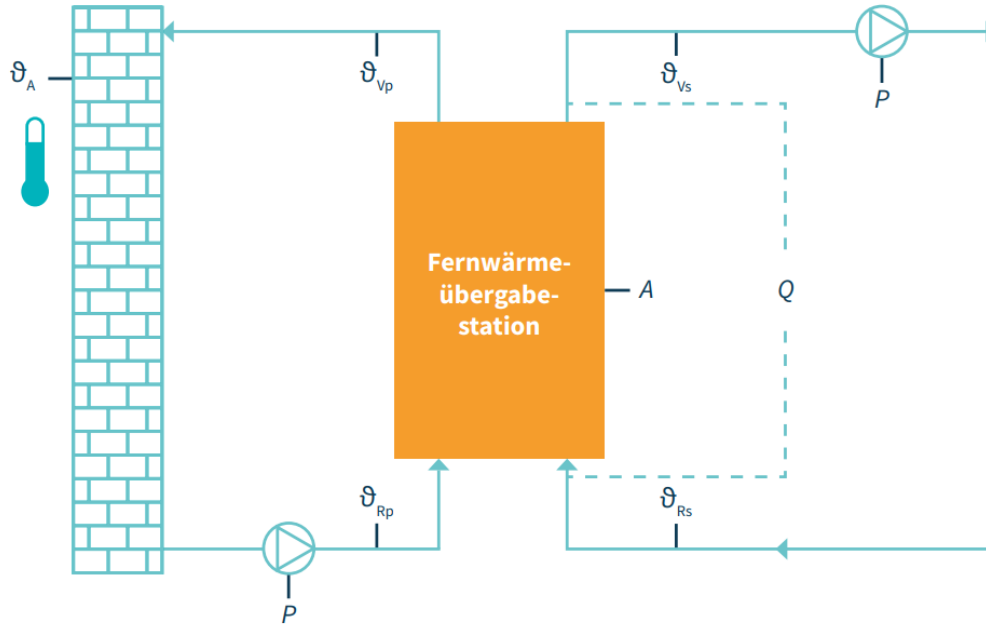 ϑA
ϑVp
ϑVs
P
Fernwärme-
übergabe-
station
A
Q
ϑRp
ϑRs
P